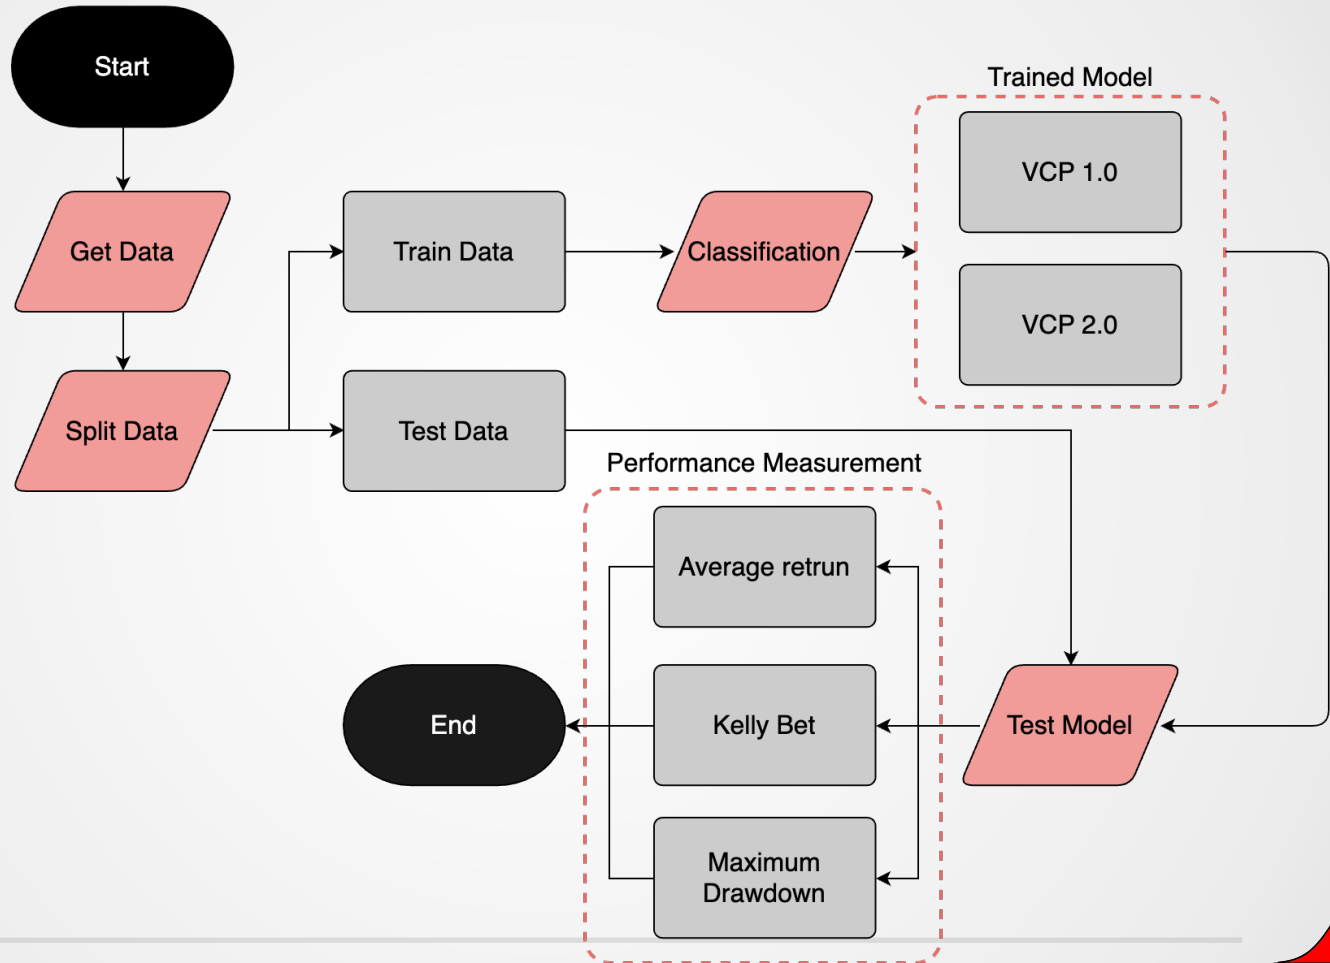 Start
Trained Model
VCP 1.0
Get Data
Train Data
Classification
VCP 2.0
Split Data
Test Data
Performance Measurement
Average retrun
End
Kelly Bet
Test Model
Maximum
Drawdown